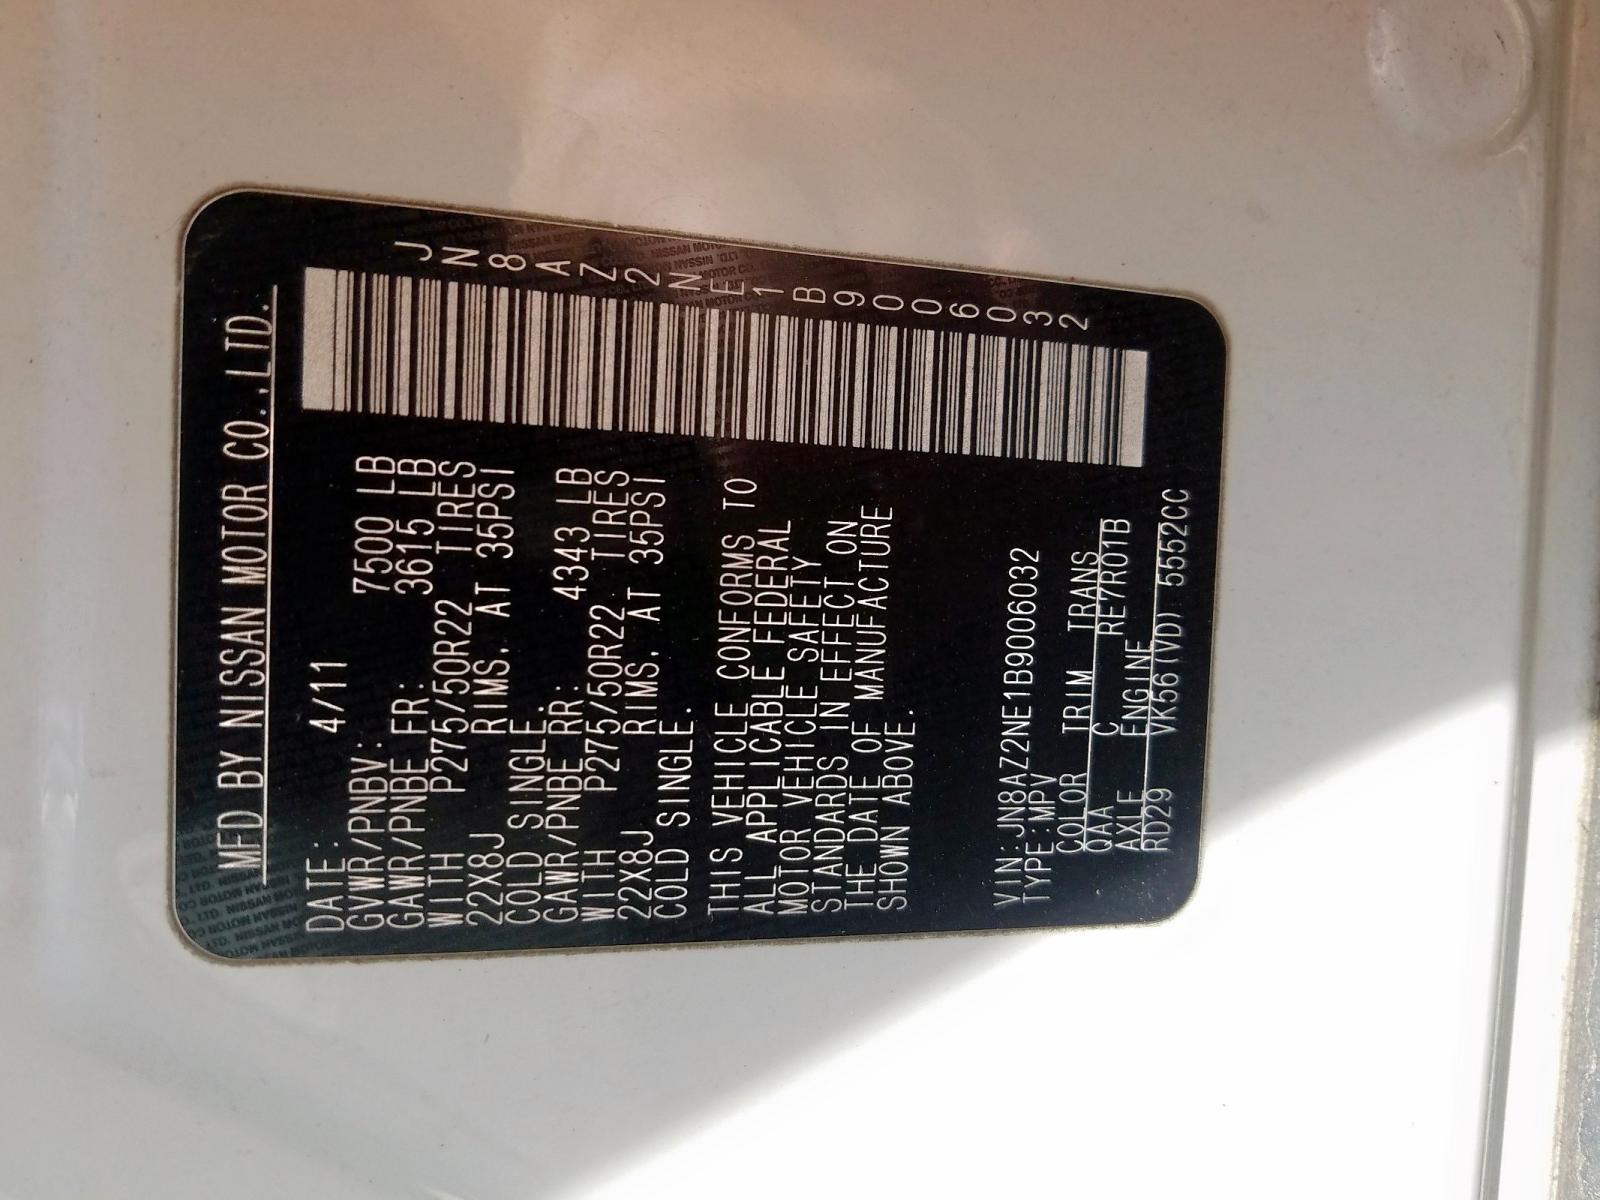 MFD BY NISSAN MOTOR CO.,LTD.
DATE: 4/11
GVWR/PNBV: 7500 LB
GAWR/PNBE FR: 3615 LB
WITH P275/50R22 TIRES
22X8J RIMS. AT 35PSI
COLD SINGLE.
GAWR/PNBE RR: 4343 LB
WITH P275/50R22 TIRES
22X8J RIMS. AT 35PSI
COLD SINGLE.
THIS VEHICLE CONFORMS TO
ALL APPLICABLE FEDERAL
MOTOR VEHICLE SAFETY
STANDARDS IN EFFECT ON
THE DATE OF MANUFACTURE
SHOWN ABOVE.
JN8AZ2NE1B9006032
VIN:JN8AZ2NE1B9006032
TYPE:MPV
COLOR TRIM TRANS
QAA C RE7R01B
AXLE ENGINE
RD29 VK56(VD) 5552CC